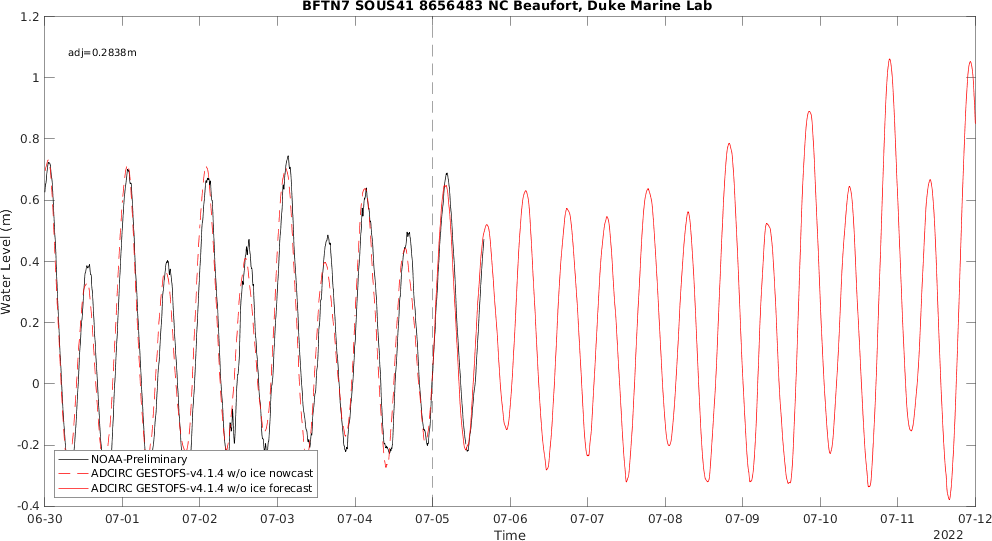 BFTN7 SOUS41 8656483 NC Beaufort, Duke Marine Lab
1.2
adj=0.2838m
1
0.8
0.6
0.4
0.2
0
-0.2
-0.4
Water Level (m)
NOAA-Preliminary
ADCIRC GESTOFS-v4.1.4 w/o ice nowcast
ADCIRC GESTOFS-v4.1.4 w/o ice forecast
06-30 07-01 07-02 07-03 07-04 07-05 07-06 07-07 07-08 07-09 07-10 07-11 07-12
Time
2022